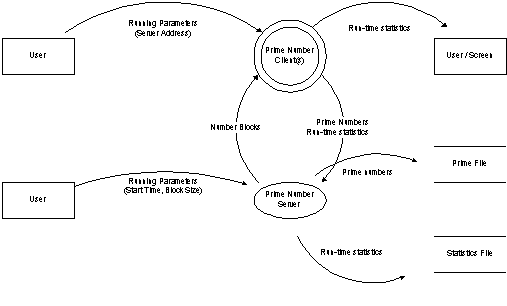 Running Parameters
(Server Address)
Run-time statistics
User
Prime Number
Client(s)
User / Screen
Number Blocks
Prime Numbers
Run-time statistics
Running Parameters
(Start Time, Block Size)
Prime numbers
Prime File
User
Prime Number
Server
Run-time statistics
Statistics File